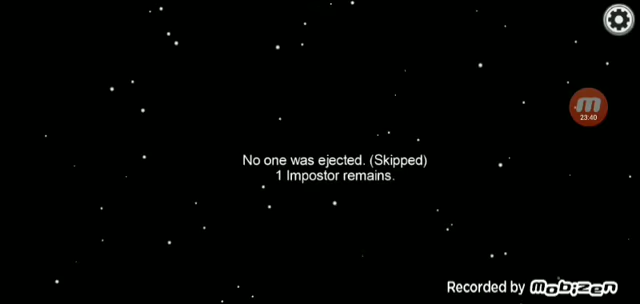 No one was ejected. (Skipped)
1 Impostor remains.
23:40
Recorded by Mobizen